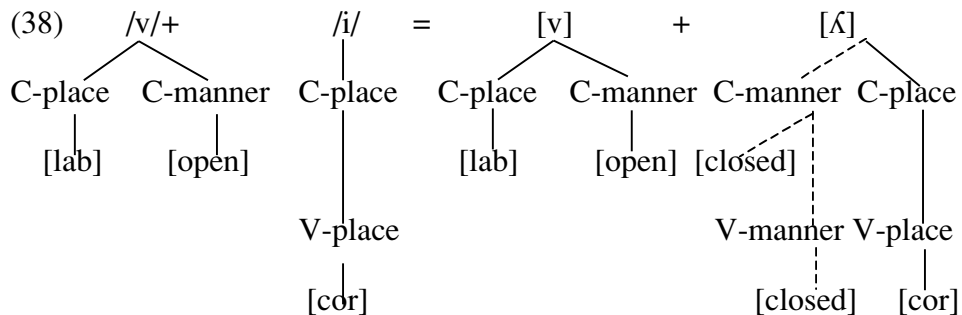 (38) /v/+ /i/ = [v] + [ʎ]
C-place C-manner C-place C-place C-manner C-manner C-place
[lab] [open] [lab] [open] [closed]
V-place V-manner V-place
[cor] [closed] [cor]